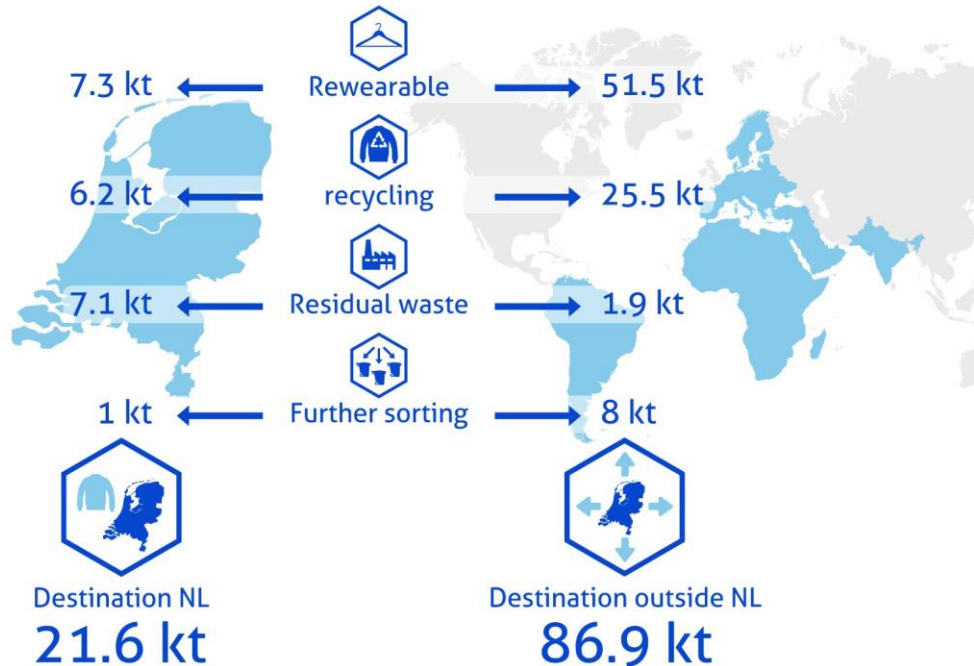 7.3 kt Rewearable 51.5 kt
6.2 kt recycling 25.5 kt
7.1 kt Residual waste 1.9 kt
1 kt Further sorting 8 kt
Destination NL
21.6 kt
Destination outside NL
86.9 kt